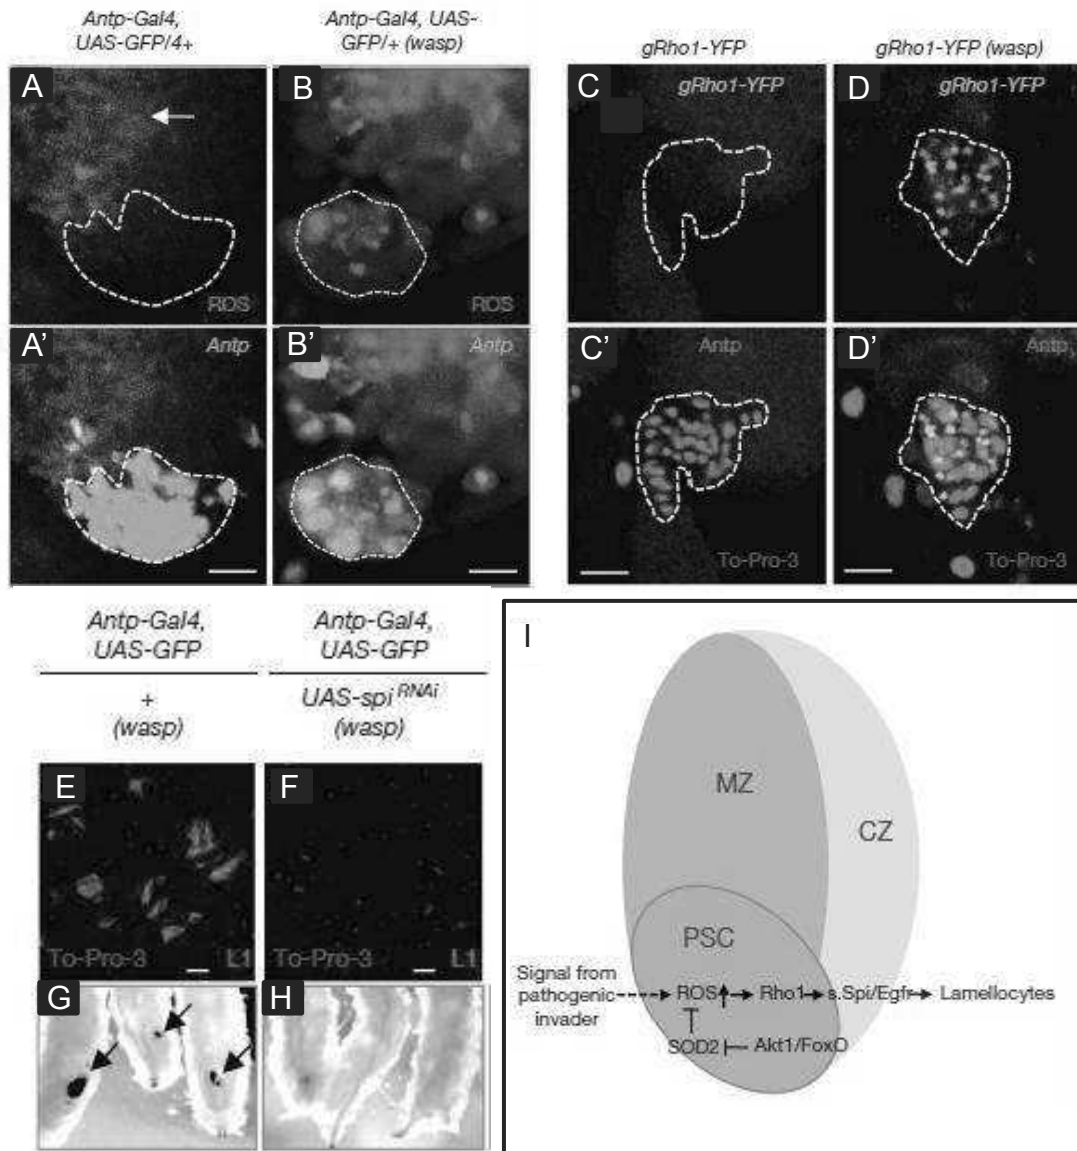 Antp-Gal4,
UAS-GFP/4+
Antp-Gal4, UAS-
GFP/+ (wasp)
gRho1-YFP
gRho1-YFP (wasp)
A
ROS
B
ROS
C
gRho1-YFP
D
gRho1-YFP
A'
Antp
B'
Antp
C'
Antp
To-Pro-3
D'
Antp
To-Pro-3
Antp-Gal4,
UAS-GFP
+
(wasp)
Antp-Gal4,
UAS-GFP
UAS-spi RNAi
(wasp)
E
To-Pro-3 L1
F
To-Pro-3 L1
G
H
I
MZ
CZ
PSC
Signal from
pathogenic
invader
ROS
Rho1
s.Spi/Egfr
Lamellocytes
SOD2
Akt1/FoxO